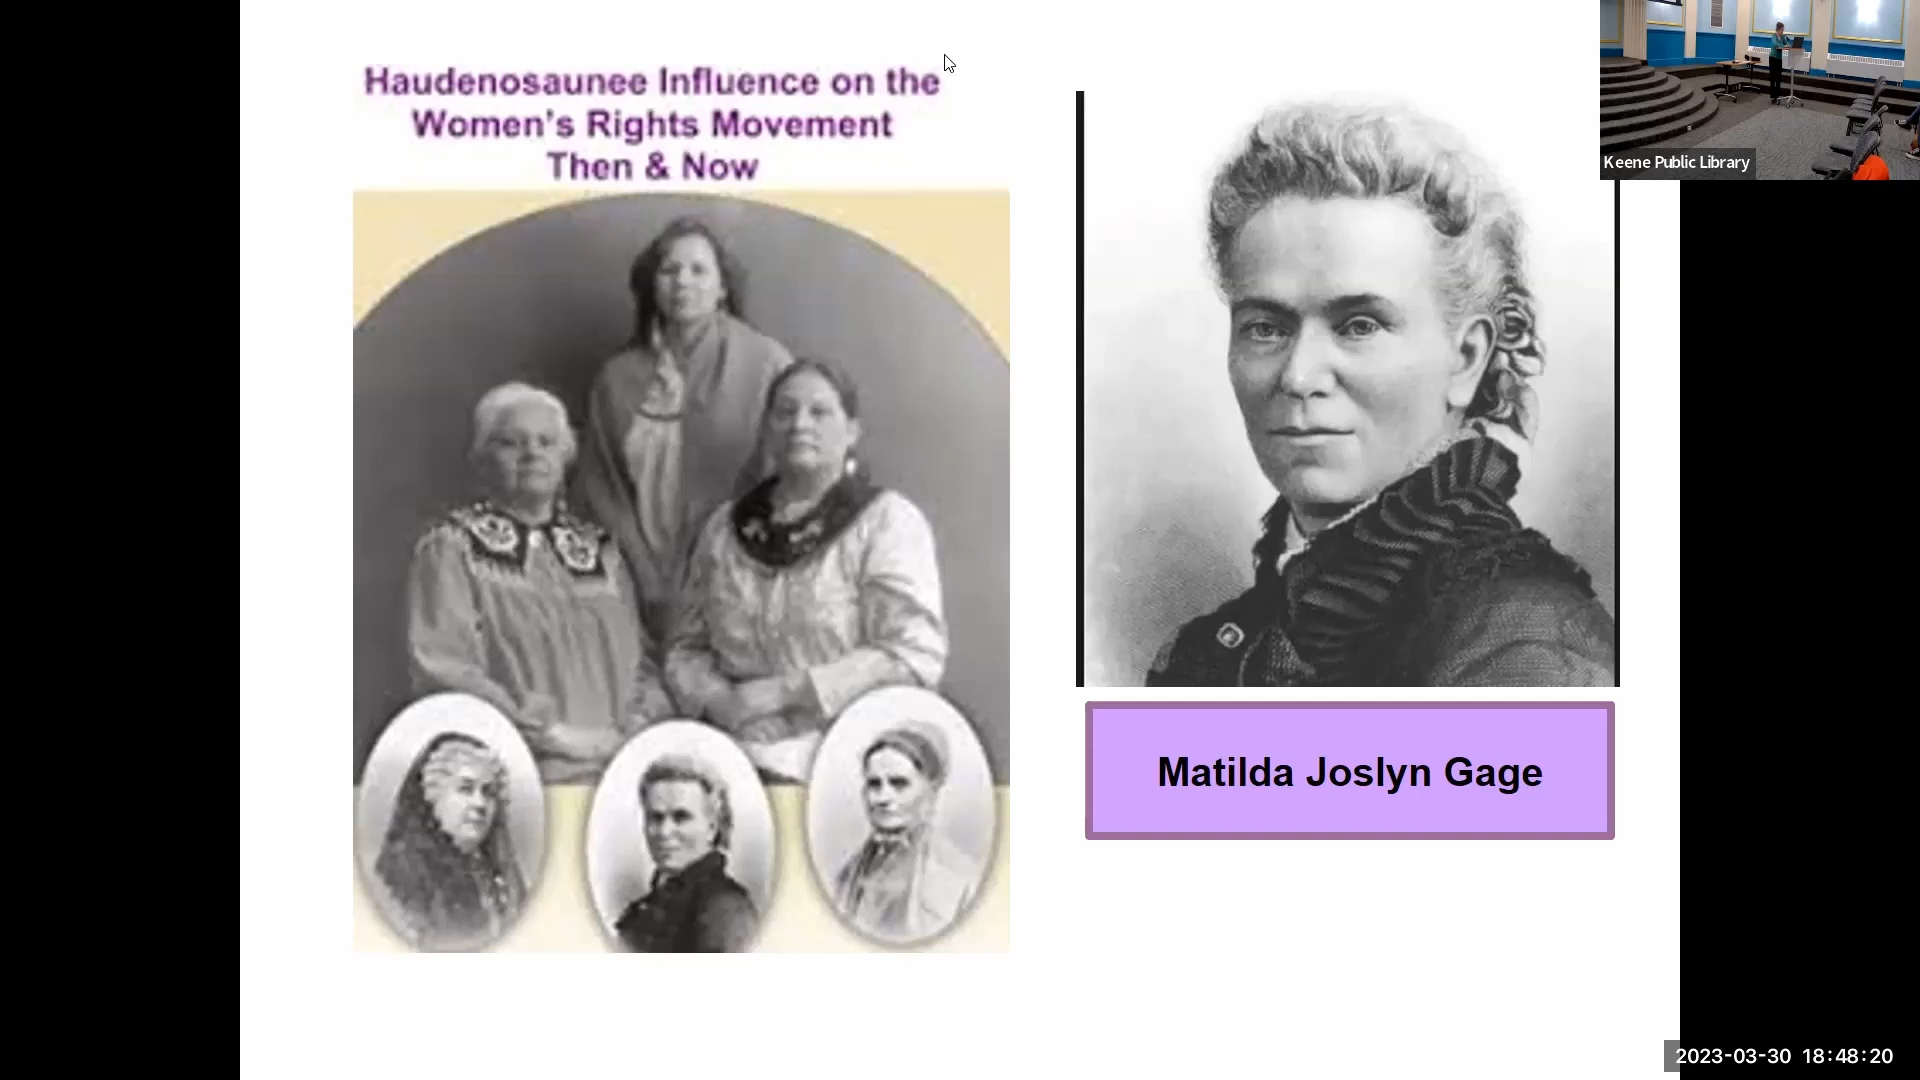 Haudenosaunee Influence on the
Women's Rights Movement
Then & Now
Matilda Joslyn Gage
Keene Public Library
2023-03-30 18:48:20